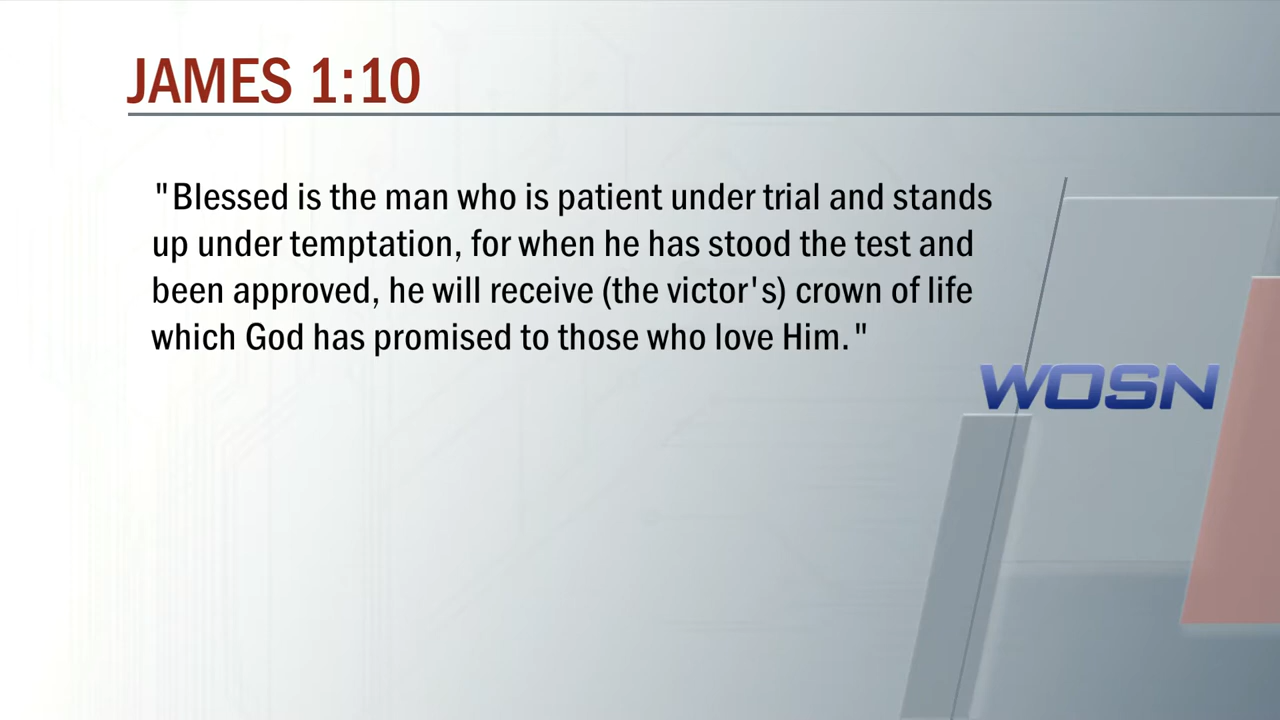 JAMES 1:10
"Blessed is the man who is patient under trial and stands
up under temptation, for when he has stood the test and
been approved, he will receive (the victor's) crown of life
which God has promised to those who love Him."
WOSN